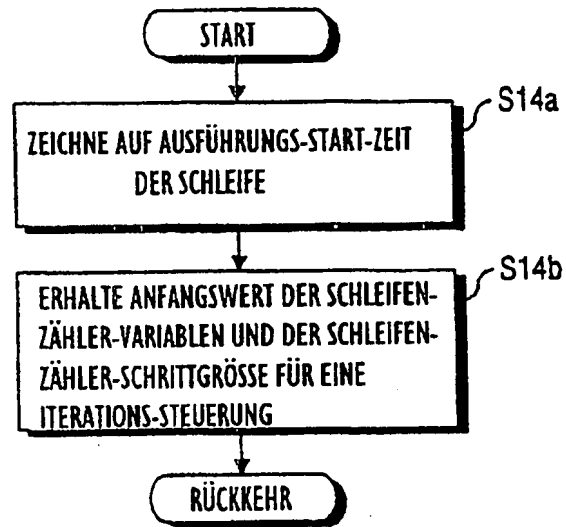 START
S14a
ZEICHNE AUF AUSFÜHRUNGS-START-ZEIT
DER SCHLEIFE
S14b
ERHALTE ANFANGSWERT DER SCHLEIFEN-
ZÄHLER-VARIABLEN UND DER SCHLEIFEN-
ZÄHLER-SCHRITTGRÖSSE FÜR EINE
ITERATIONS-STEUERUNG
RÜCKKEHR